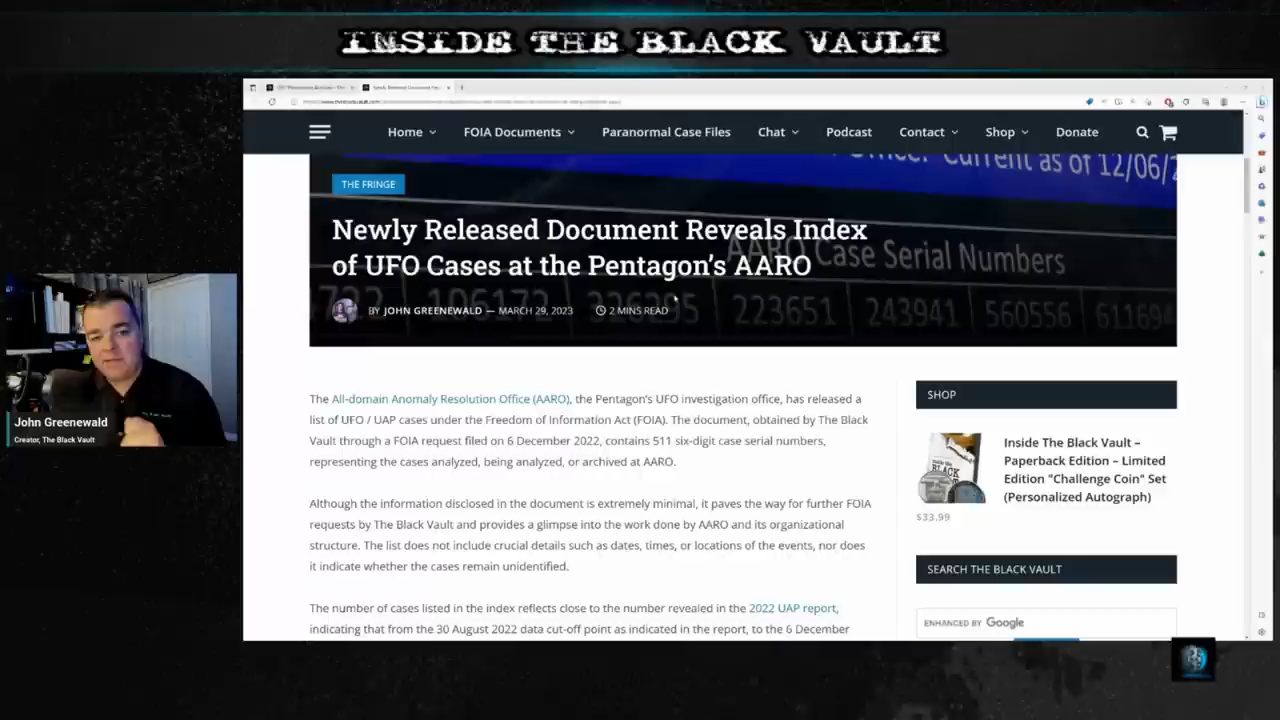 INSIDE THE BLACK VAULT
Home
FOIA Documents
Paranormal Case Files
Chat
Podcast
Contact
Shop
Donate
Office. Current as of 12/06/2
THE FRINGE
Newly Released Document Reveals Index
of UFO Cases at the Pentagon's AARO
AARO Case Serial Numbers
106172 326295 223651 243941 560556 61169
BY JOHN GREENEWALD — MARCH 29, 2023 2 MINS READ
The All-domain Anomaly Resolution Office (AARO), the Pentagon's UFO investigation office, has released a
list of UFO / UAP cases under the Freedom of Information Act (FOIA). The document, obtained by The Black
Vault through a FOIA request filed on 6 December 2022, contains 511 six-digit case serial numbers,
representing the cases analyzed, being analyzed, or archived at AARO.
Although the information disclosed in the document is extremely minimal, it paves the way for further FOIA
requests by The Black Vault and provides a glimpse into the work done by AARO and its organizational
structure. The list does not include crucial details such as dates, times, or locations of the events, nor does
it indicate whether the cases remain unidentified.
The number of cases listed in the index reflects close to the number revealed in the 2022 UAP report,
indicating that from the 30 August 2022 data cut-off point as indicated in the report, to the 6 December
SHOP
Inside The Black Vault –
Paperback Edition – Limited
Edition "Challenge Coin" Set
(Personalized Autograph)
$33.99
SEARCH THE BLACK VAULT
ENHANCED BY Google
John Greenewald
Creator, The Black Vault